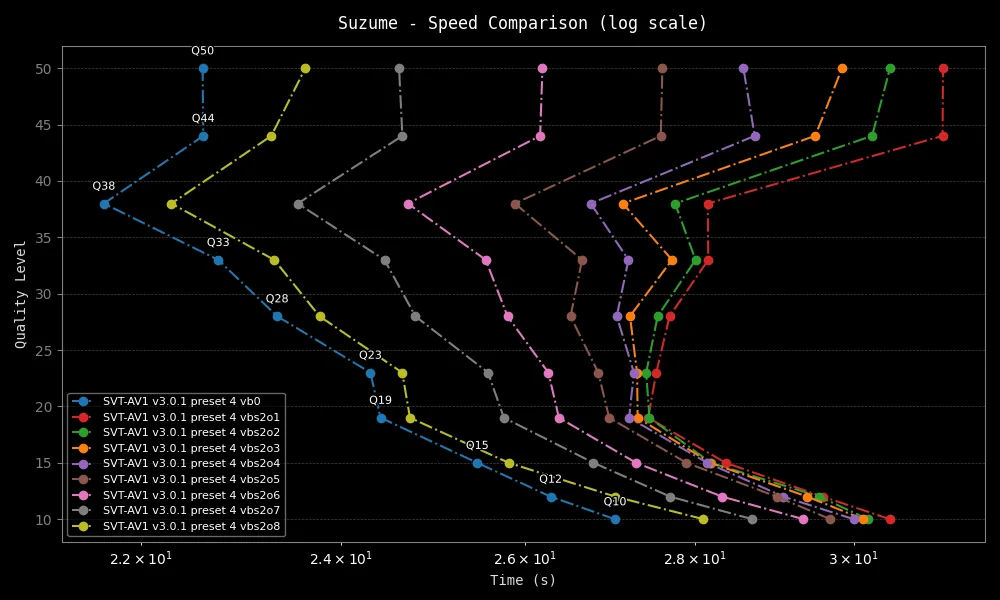 Suzume - Speed Comparison (log scale)
Q50
Q44
Q38
Q33
Q28
Q23
Q19
Q15
Q12
Q10
50
45
40
35
30
25
20
15
10
Quality Level
SVT-AV1 v3.0.1 preset 4 vb0
SVT-AV1 v3.0.1 preset 4 vbs2o1
SVT-AV1 v3.0.1 preset 4 vbs2o2
SVT-AV1 v3.0.1 preset 4 vbs2o3
SVT-AV1 v3.0.1 preset 4 vbs2o4
SVT-AV1 v3.0.1 preset 4 vbs2o5
SVT-AV1 v3.0.1 preset 4 vbs2o6
SVT-AV1 v3.0.1 preset 4 vbs2o7
SVT-AV1 v3.0.1 preset 4 vbs2o8
2.2 × 10¹ 2.4 × 10¹ 2.6 × 10¹ 2.8 × 10¹ 3 × 10¹
Time (s)